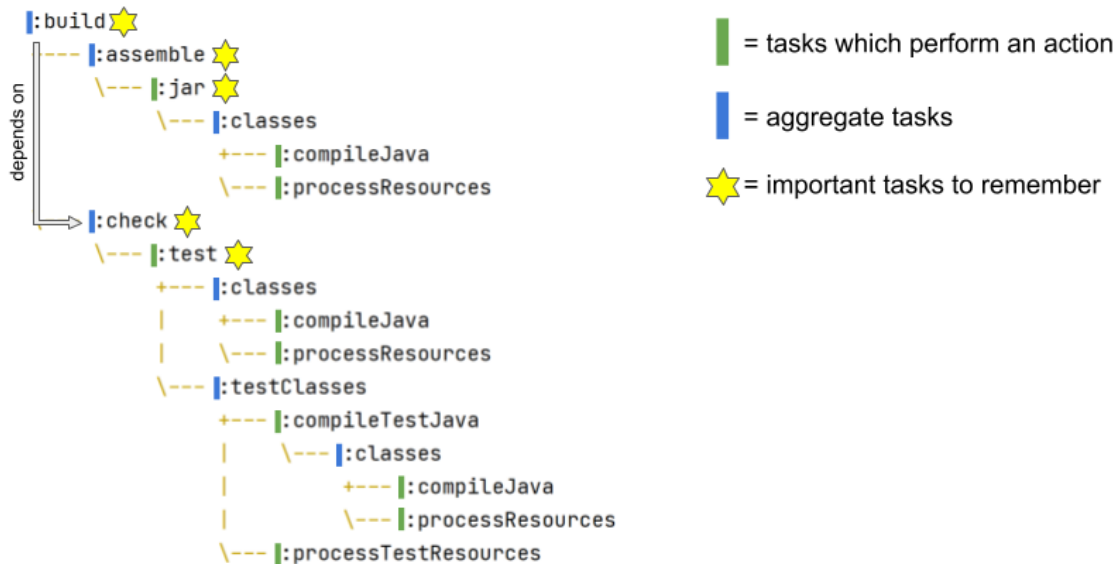 :build
:assemble
\--- :jar
\--- :classes
+--- :compileJava
\--- :processResources
:check
\--- :test
+--- :classes
| +--- :compileJava
| \--- :processResources
\--- :testClasses
+--- :compileTestJava
| \--- :classes
| +--- :compileJava
| \--- :processResources
\--- :processTestResources
depends on
= tasks which perform an action
= aggregate tasks
= important tasks to remember